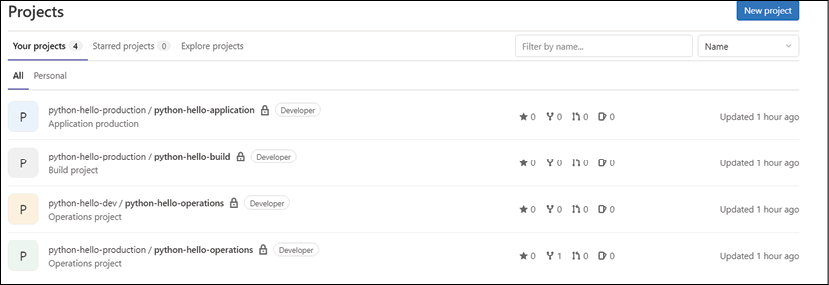 Projects
New project
Your projects 4 Starred projects 0 Explore projects
Filter by name... Name
All Personal
P python-hello-production / python-hello-application Developer 0 0 0 0 Updated 1 hour ago
Application production
P python-hello-production / python-hello-build Developer 0 0 0 0 Updated 1 hour ago
Build project
P python-hello-dev / python-hello-operations Developer 0 0 0 0 Updated 1 hour ago
Operations project
P python-hello-production / python-hello-operations Developer 0 1 0 0 Updated 1 hour ago
Operations project